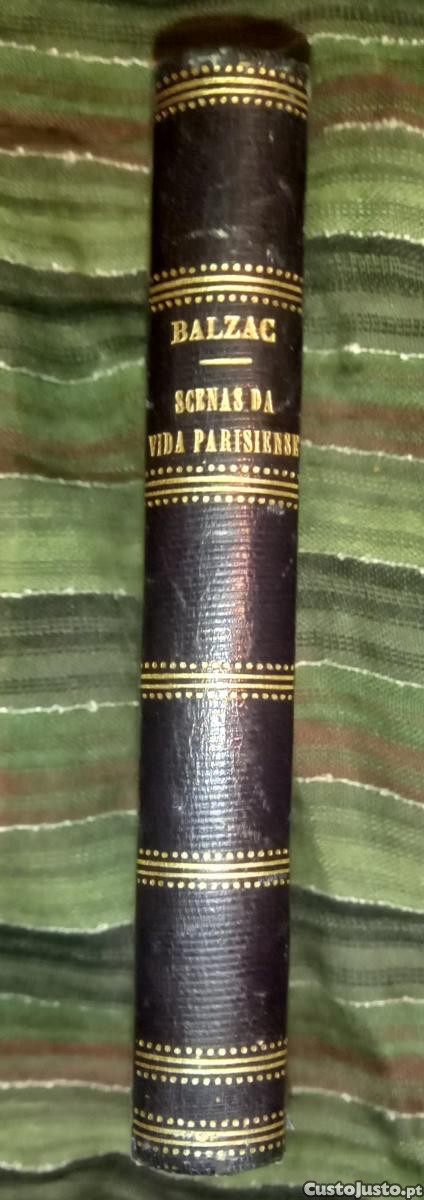 BALZAC
SCENAS DA
VIDA PARISIENSE
CustoJusto.pt